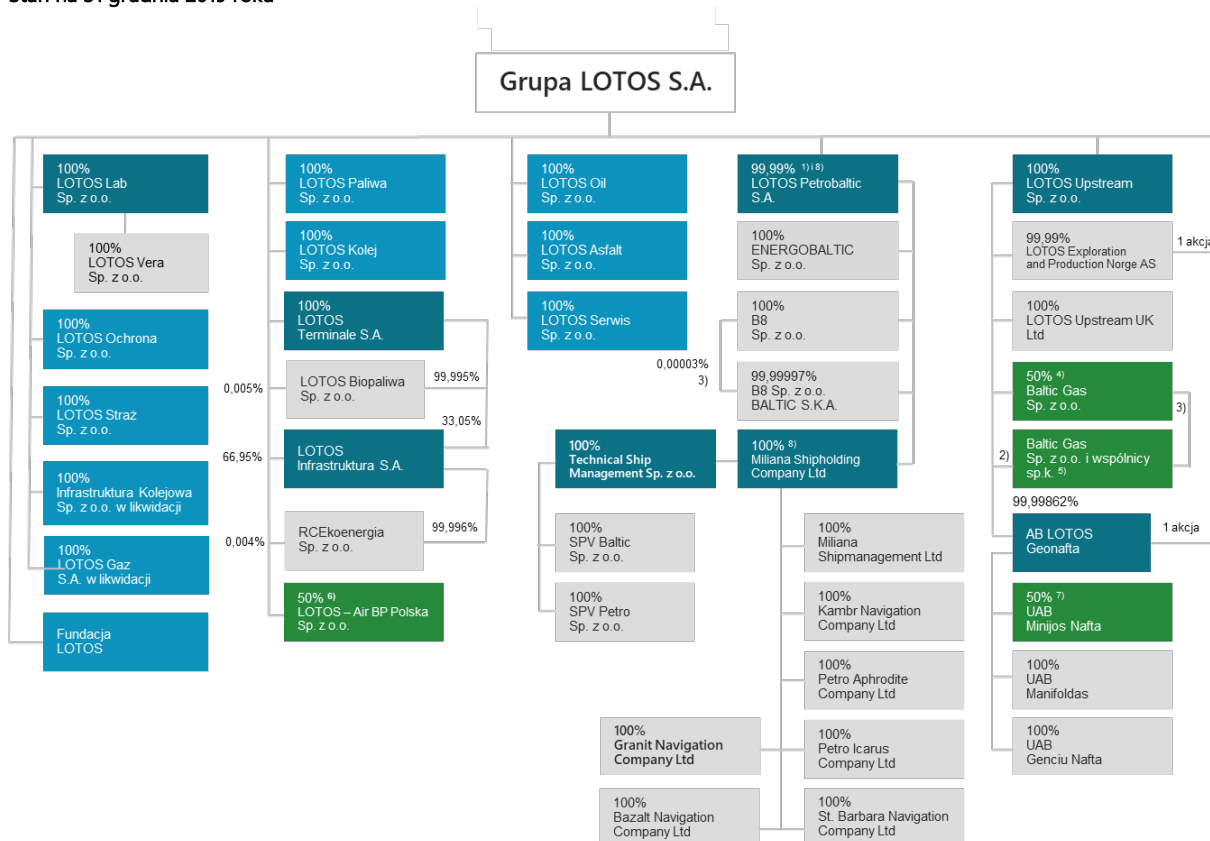 Stan na 31 grudnia 2019 roku
Grupa LOTOS S.A.
100%
LOTOS Lab
Sp. z o.o.
100%
LOTOS Vera
Sp. z o.o.
100%
LOTOS Ochrona
Sp. z o.o.
100%
LOTOS Straż
Sp. z o.o.
100%
Infrastruktura Kolejowa
Sp. z o.o. w likwidacji
100%
LOTOS Gaz
S.A. w likwidacji
Fundacja
LOTOS
100%
LOTOS Paliwa
Sp. z o.o.
100%
LOTOS Kolej
Sp. z o.o.
100%
LOTOS
Terminale S.A.
0,005%
LOTOS Biopaliwa
Sp. z o.o.
99,995%
33,05%
66,95%
LOTOS
Infrastruktura S.A.
0,004%
RCEkoenergia
Sp. z o.o.
99,996%
50% 6)
LOTOS – Air BP Polska
Sp. z o.o.
100%
LOTOS Oil
Sp. z o.o.
100%
LOTOS Asfalt
Sp. z o.o.
100%
LOTOS Serwis
Sp. z o.o.
99,99% 1) i 8)
LOTOS Petrobaltic
S.A.
100%
ENERGOBALTIC
Sp. z o.o.
100%
B8
Sp. z o.o.
0,00003%
3)
99,99997%
B8 Sp. z o.o.
BALTIC S.K.A.
100%
Technical Ship
Management Sp. z o.o.
100% 8)
Miliana Shipholding
Company Ltd
100%
SPV Baltic
Sp. z o.o.
100%
SPV Petro
Sp. z o.o.
100%
Miliana
Shipmanagement Ltd
100%
Kambr Navigation
Company Ltd
100%
Petro Aphrodite
Company Ltd
100%
Granit Navigation
Company Ltd
100%
Petro Icarus
Company Ltd
100%
Bazalt Navigation
Company Ltd
100%
St. Barbara Navigation
Company Ltd
100%
LOTOS Upstream
Sp. z o.o.
99,99%
LOTOS Exploration
and Production Norge AS
1 akcja
100%
LOTOS Upstream UK
Ltd
50% 4)
Baltic Gas
Sp. z o.o.
3)
2)
Baltic Gas
Sp. z o.o. i wspólnicy
sp.k. 5)
99,99862%
AB LOTOS
Geonafta
1 akcja
50% 7)
UAB
Minijos Nafta
100%
UAB
Manifoldas
100%
UAB
Genciu Nafta